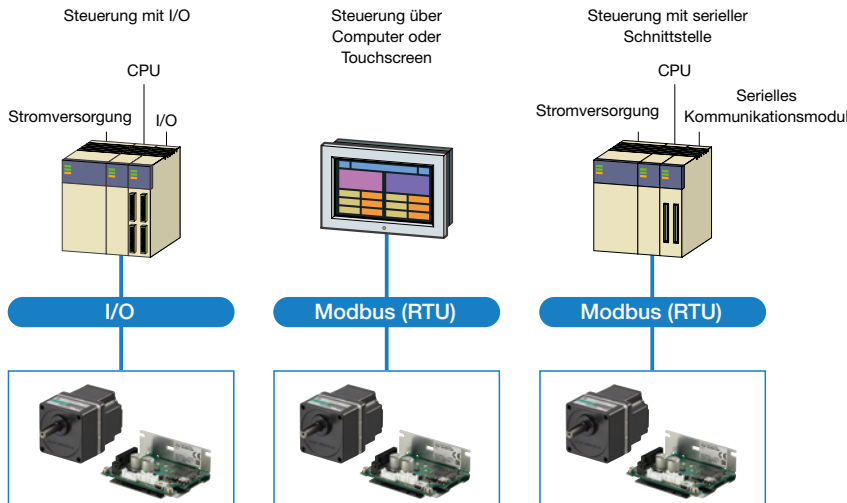 Steuerung mit I/O
CPU
Stromversorgung
I/O
I/O
Steuerung über
Computer oder
Touchscreen
Modbus (RTU)
Steuerung mit serieller
Schnittstelle
CPU
Stromversorgung
Serielles
Kommunikationsmodul
Modbus (RTU)